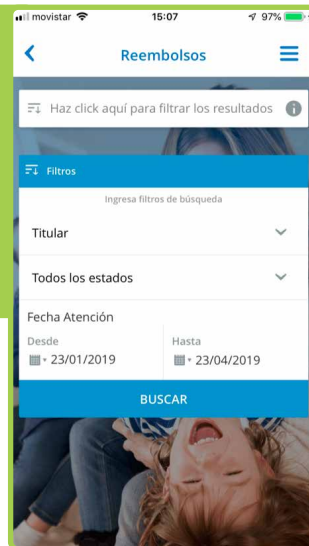 movistar 15:07 97%
Reembolsos
Haz click aquí para filtrar los resultados
Filtros
Ingresa filtros de búsqueda
Titular
Todos los estados
Fecha Atención
Desde Hasta
23/01/2019 23/04/2019
BUSCAR